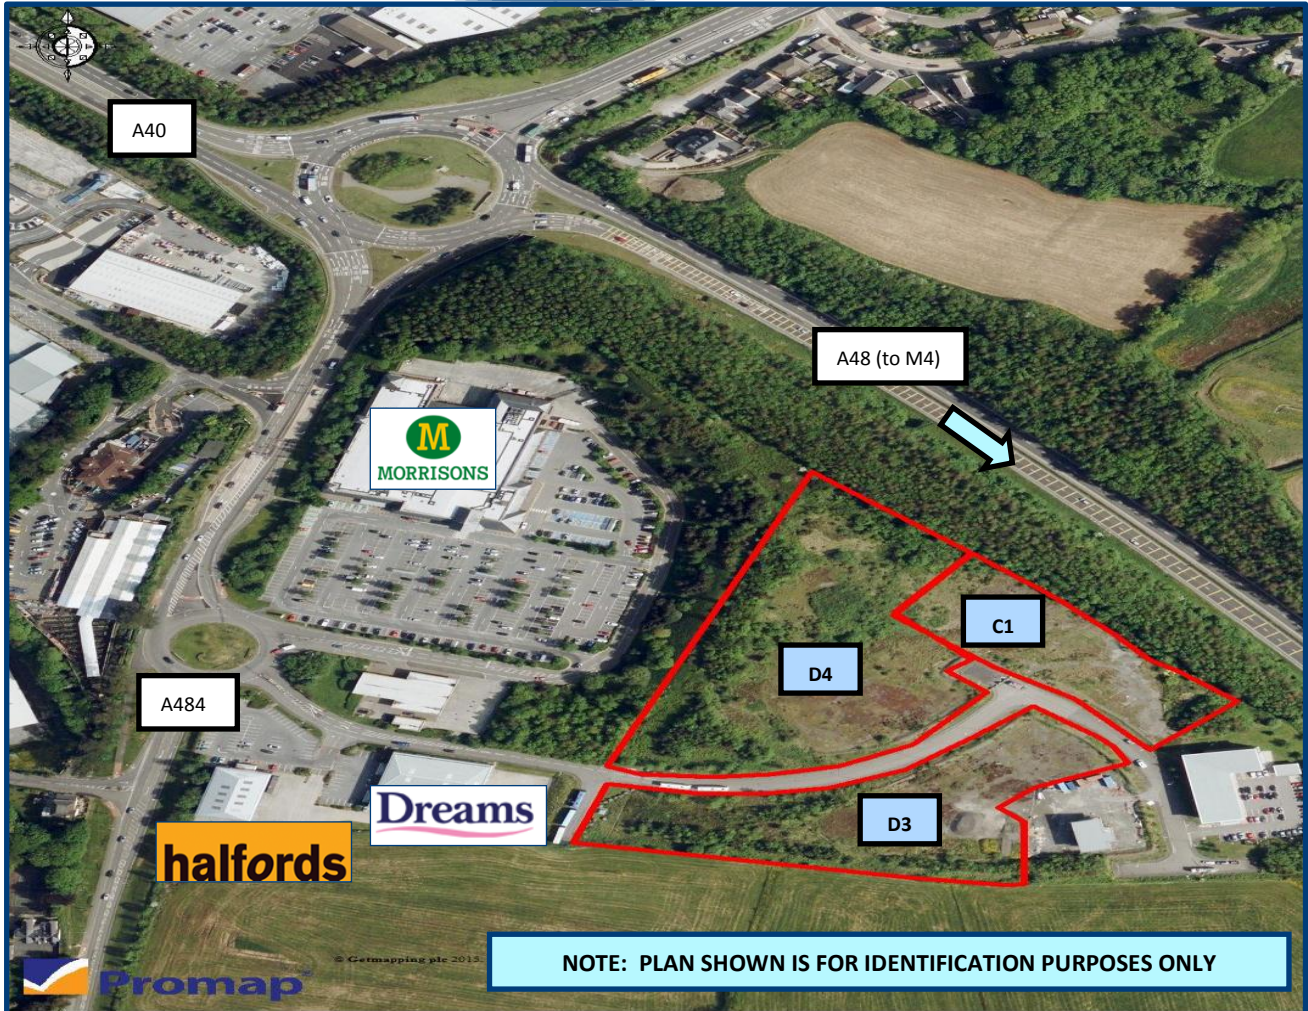 A40
A48 (to M4)
M
MORRISONS
C1
D4
A484
Dreams
D3
halfords
© Getmapping plc 2015.
NOTE: PLAN SHOWN IS FOR IDENTIFICATION PURPOSES ONLY
Promap®